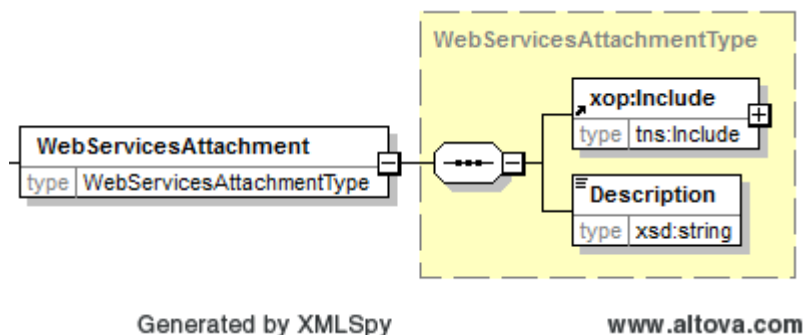 WebServicesAttachmentType
xop:Include
type tns:Include
WebServicesAttachment
type WebServicesAttachmentType
Description
type xsd:string
Generated by XMLSpy www.altova.com